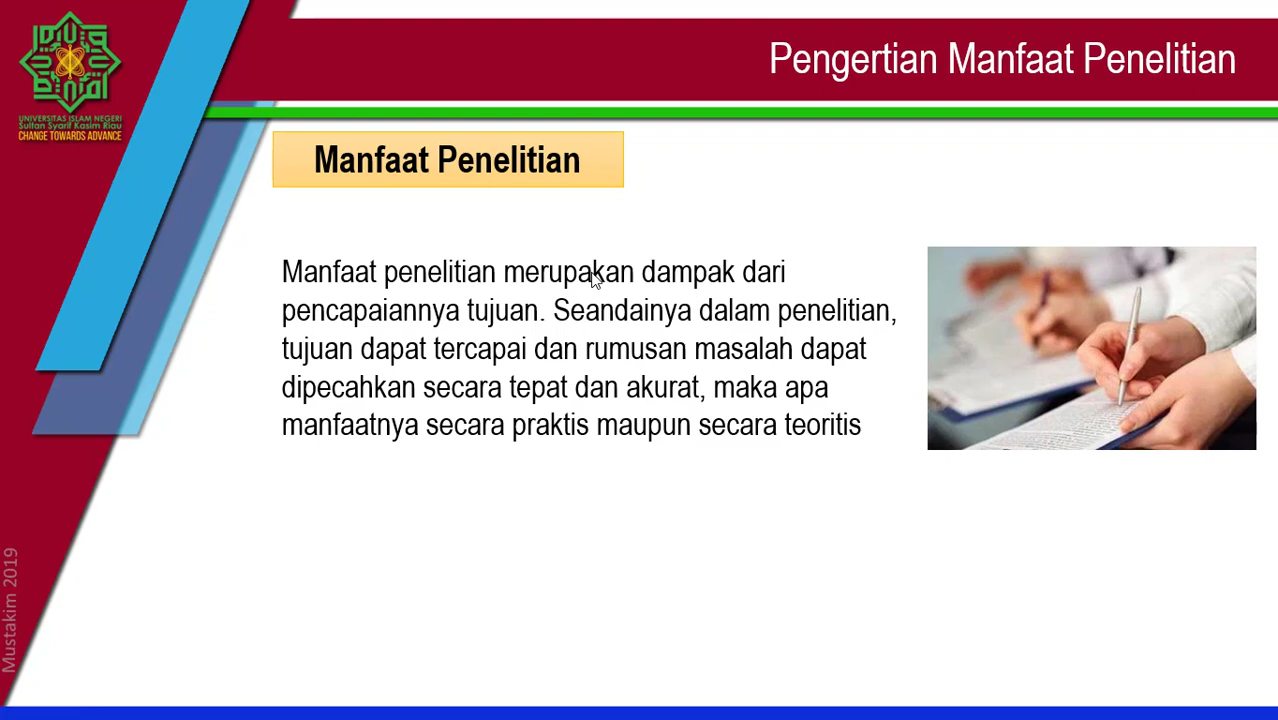 Pengertian Manfaat Penelitian
UNIVERSITAS ISLAM NEGERI
Sultan Syarif Kasim Riau
CHANGE TOWARDS ADVANCE
Manfaat Penelitian
Manfaat penelitian merupakan dampak dari
pencapaiannya tujuan. Seandainya dalam penelitian,
tujuan dapat tercapai dan rumusan masalah dapat
dipecahkan secara tepat dan akurat, maka apa
manfaatnya secara praktis maupun secara teoritis
Mustakim 2019